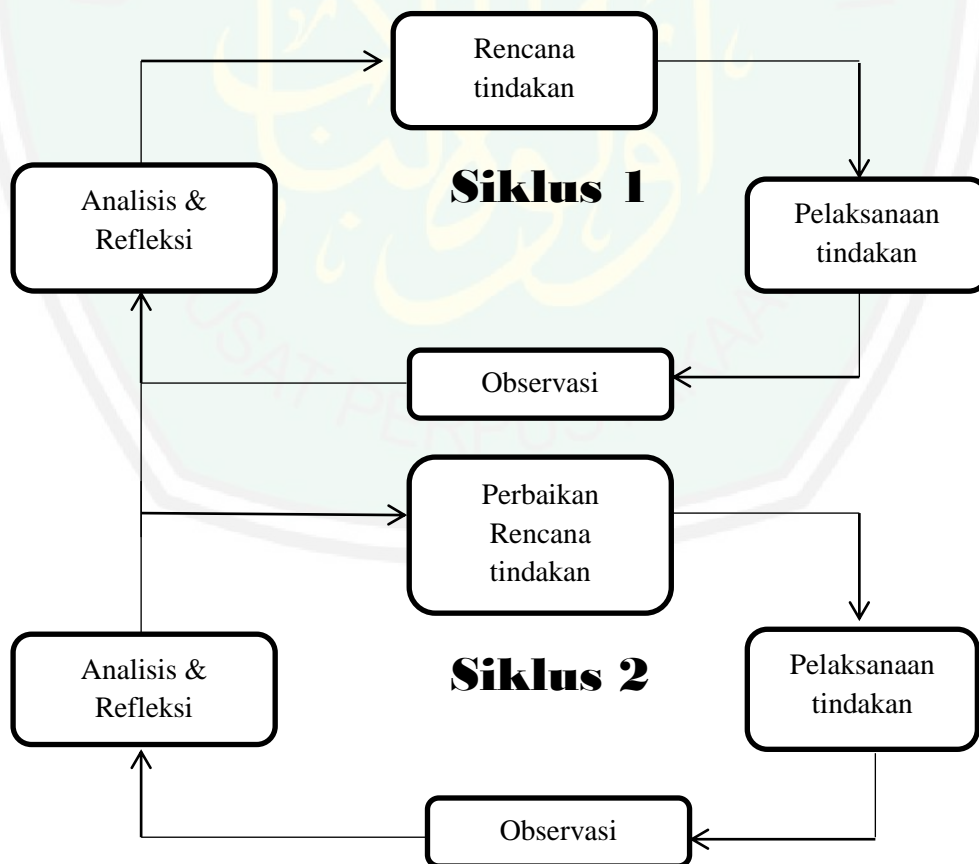 Rencana
tindakan
Siklus 1
Analisis &
Refleksi
Pelaksanaan
tindakan
Observasi
Perbaikan
Rencana
tindakan
Siklus 2
Analisis &
Refleksi
Pelaksanaan
tindakan
Observasi